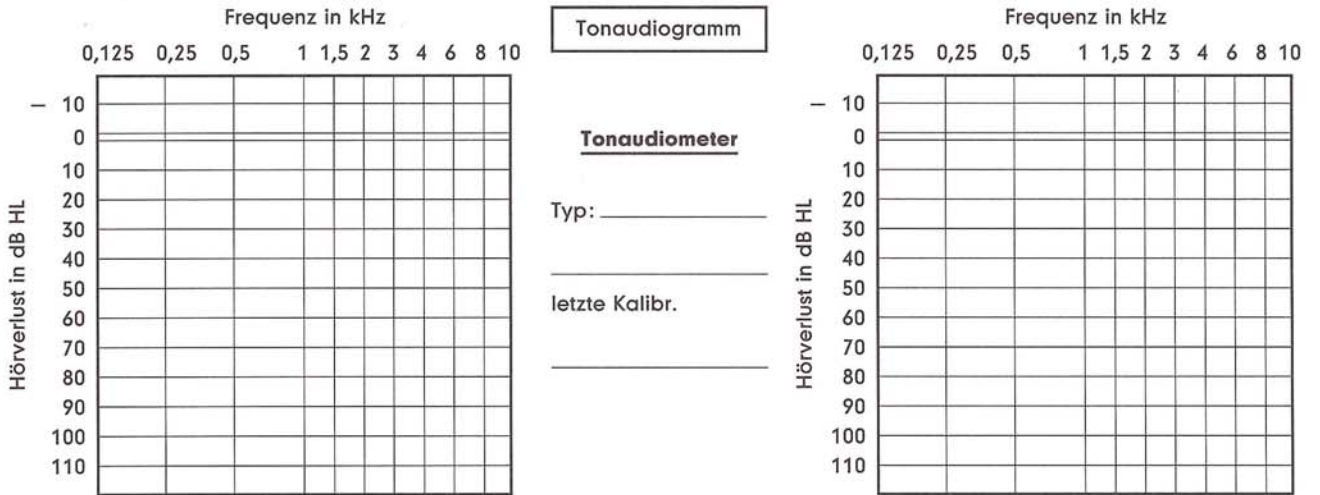 Frequenz in kHz
0,125 0,25 0,5 1 1,5 2 3 4 6 8 10
– 10
0
10
20
30
40
50
60
70
80
90
100
110
Hörverlust in dB HL
Tonaudiogramm
Tonaudiometer
Typ:
letzte Kalibr.
Frequenz in kHz
0,125 0,25 0,5 1 1,5 2 3 4 6 8 10
– 10
0
10
20
30
40
50
60
70
80
90
100
110
Hörverlust in dB HL